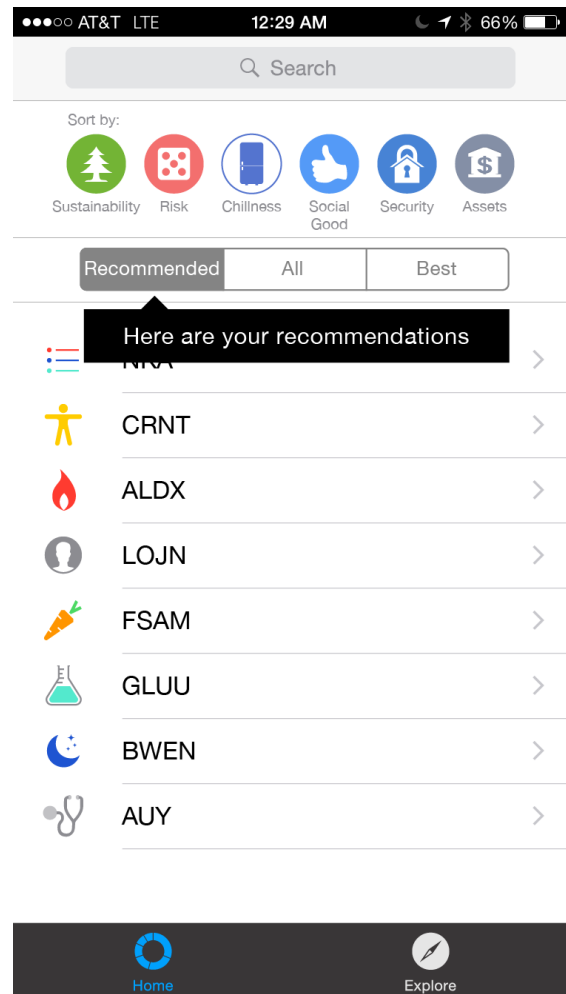 AT&T LTE 12:29 AM 66%
Search
Sort by:
Sustainability Risk Chillness Social Good Security Assets
Recommended All Best
Here are your recommendations
CRNT
ALDX
LOJN
FSAM
GLUU
BWEN
AUY
Home Explore